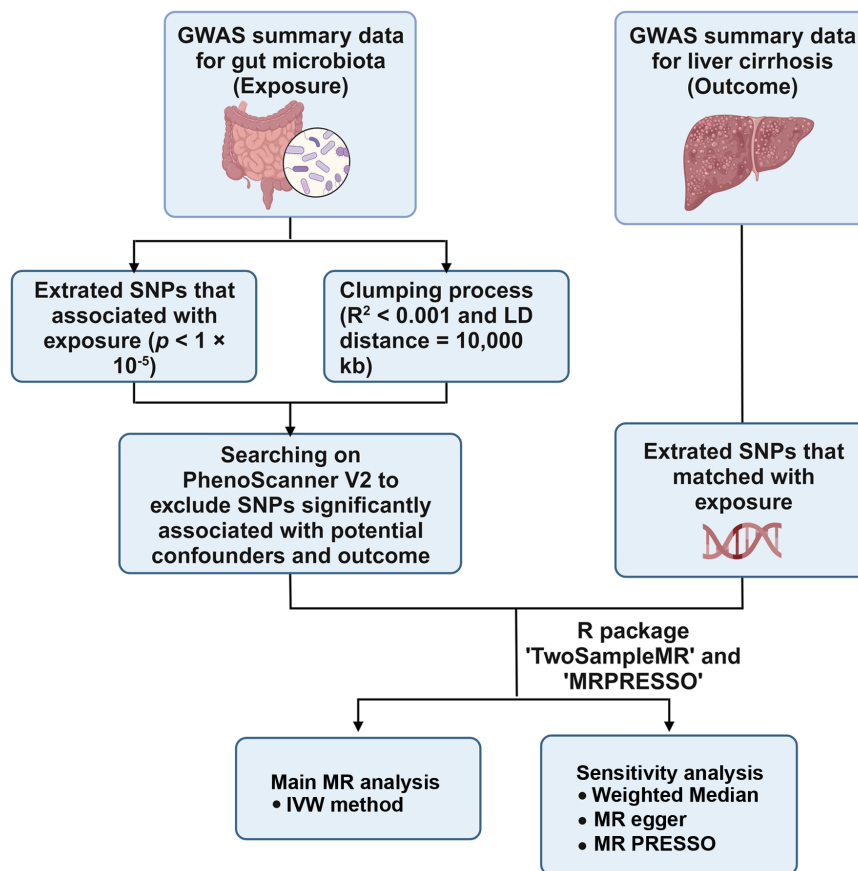 GWAS summary data
for gut microbiota
(Exposure)
GWAS summary data
for liver cirrhosis
(Outcome)
Extrated SNPs that
associated with
exposure (p < 1 ×
10⁻⁵)
Clumping process
(R² < 0.001 and LD
distance = 10,000
kb)
Searching on
PhenoScanner V2 to
exclude SNPs significantly
associated with potential
confounders and outcome
Extrated SNPs that
matched with
exposure
R package
'TwoSampleMR' and
'MRPRESSO'
Main MR analysis
• IVW method
Sensitivity analysis
• Weighted Median
• MR egger
• MR PRESSO